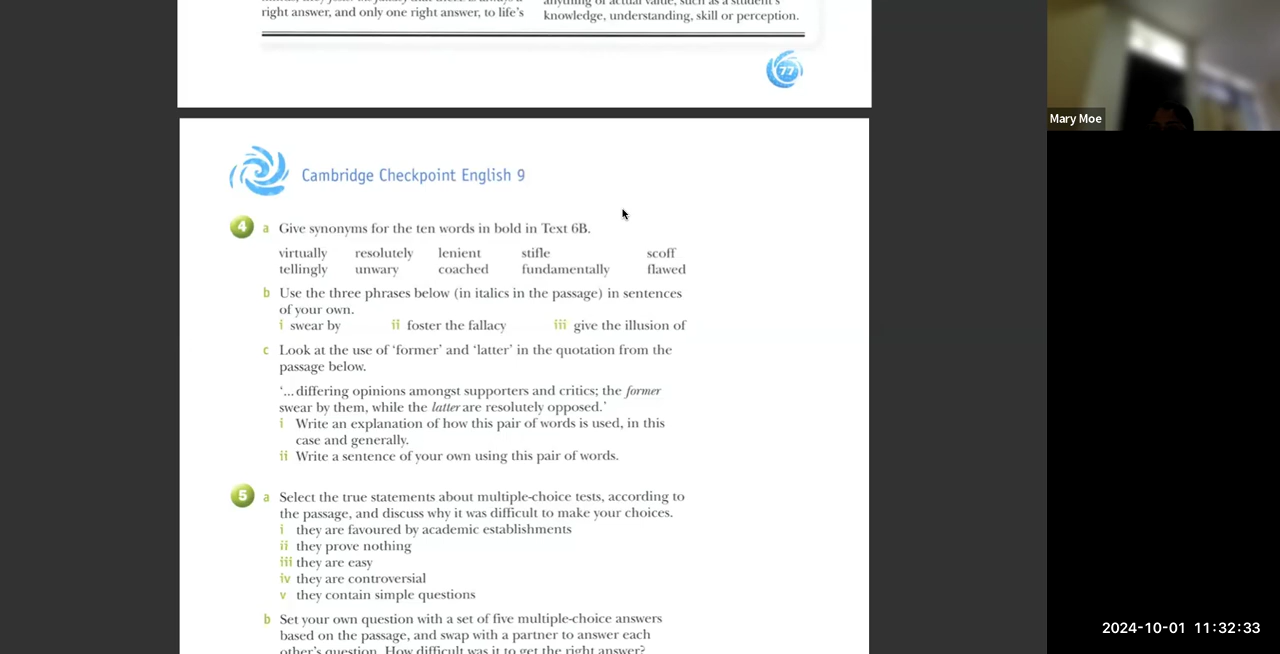 right answer, and only one right answer, to life's
knowledge, understanding, skill or perception.
77
Mary Moe
Cambridge Checkpoint English 9
4 a Give synonyms for the ten words in bold in Text 6B.
virtually resolutely lenient stifle scoff
tellingly unwary coached fundamentally flawed
b Use the three phrases below (in italics in the passage) in sentences
of your own.
i swear by ii foster the fallacy iii give the illusion of
c Look at the use of ‘former’ and ‘latter’ in the quotation from the
passage below.
‘... differing opinions amongst supporters and critics; the former
swear by them, while the latter are resolutely opposed.’
i Write an explanation of how this pair of words is used, in this
case and generally.
ii Write a sentence of your own using this pair of words.
5 a Select the true statements about multiple-choice tests, according to
the passage, and discuss why it was difficult to make your choices.
i they are favoured by academic establishments
ii they prove nothing
iii they are easy
iv they are controversial
v they contain simple questions
b Set your own question with a set of five multiple-choice answers
based on the passage, and swap with a partner to answer each
other's question. How difficult was it to get the right answer?
2024-10-01 11:32:33